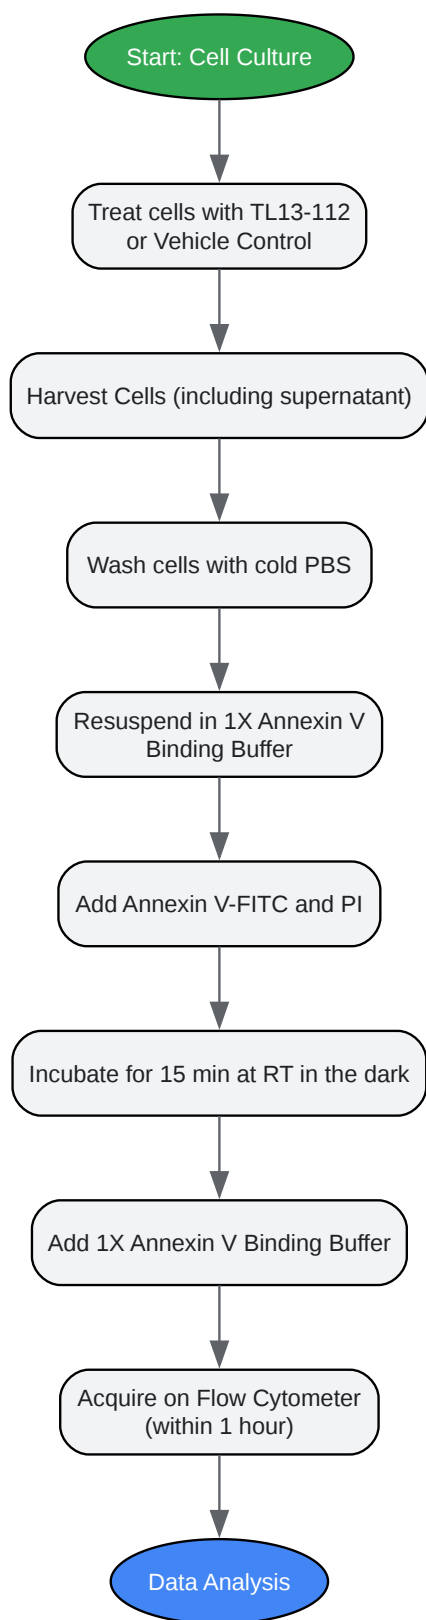 Start: Cell Culture
Treat cells with TL13-112
or Vehicle Control
Harvest Cells (including supernatant)
Wash cells with cold PBS
Resuspend in 1X Annexin V
Binding Buffer
Add Annexin V-FITC and PI
Incubate for 15 min at RT in the dark
Add 1X Annexin V Binding Buffer
Acquire on Flow Cytometer
(within 1 hour)
Data Analysis